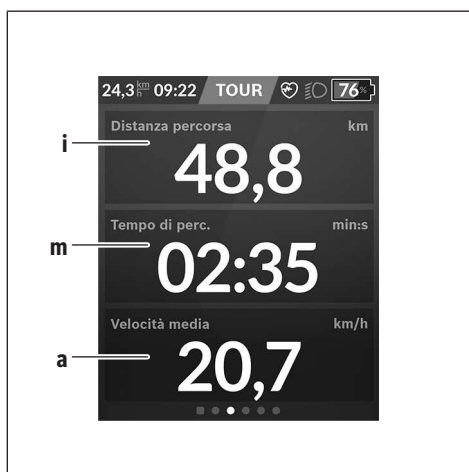 24,3 km/h 09:22 TOUR 76%
Distanza percorsa km
i
48,8
Tempo di perc. min:s
m
02:35
Velocità media km/h
a
20,7